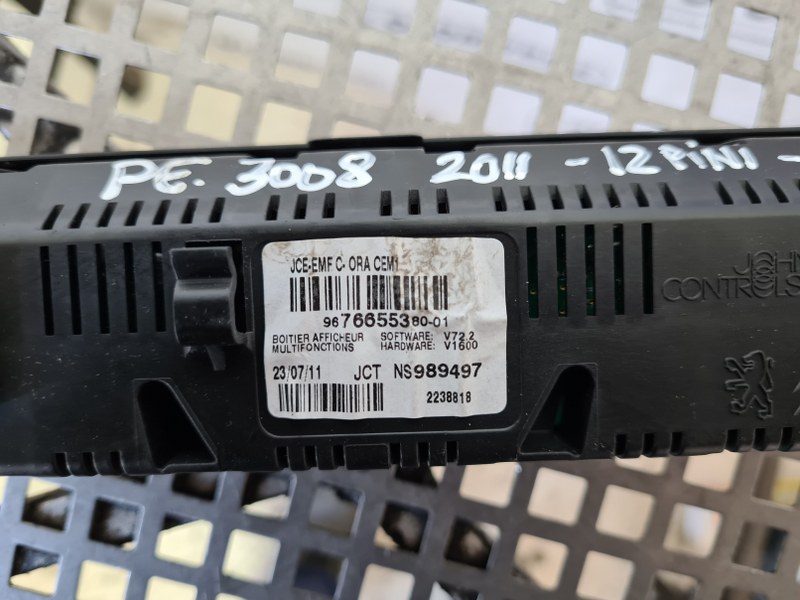 PE. 3008 2011 - 12 PINI -
JCE-EMF C- ORA CEM1
9676655380-01
BOITIER AFFICHEUR SOFTWARE: V72.2
MULTIFONCTIONS HARDWARE: V1600
23/07/11 JCT NS989497
2238818
JOHN
CONTROLS